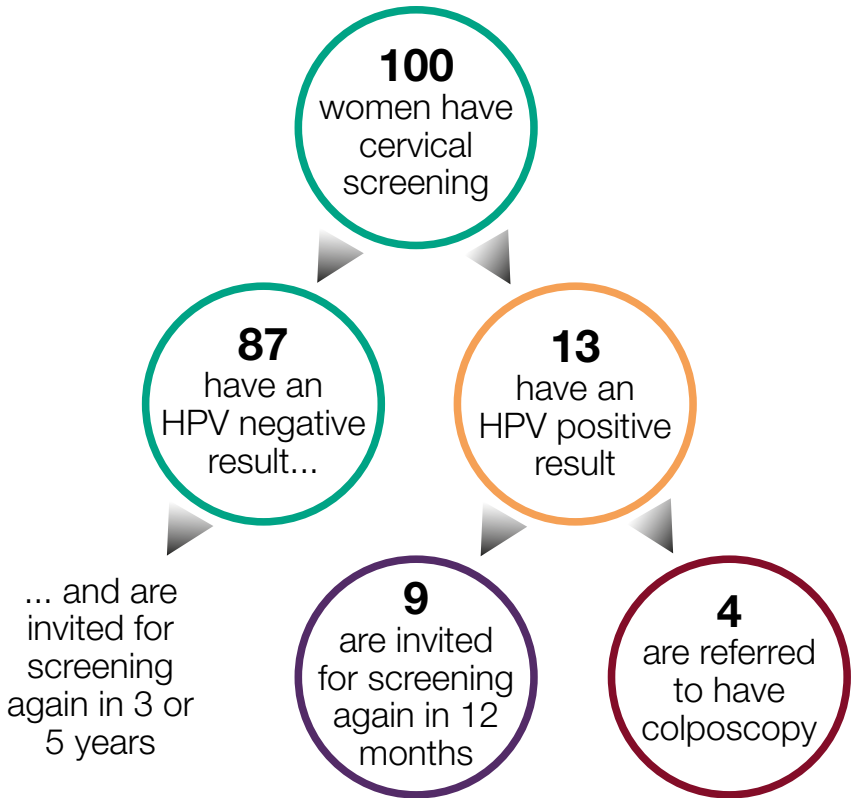 100
women have
cervical
screening
87
have an
HPV negative
result...
13
have an
HPV positive
result
... and are
invited for
screening
again in 3 or
5 years
9
are invited
for screening
again in 12
months
4
are referred
to have
colposcopy